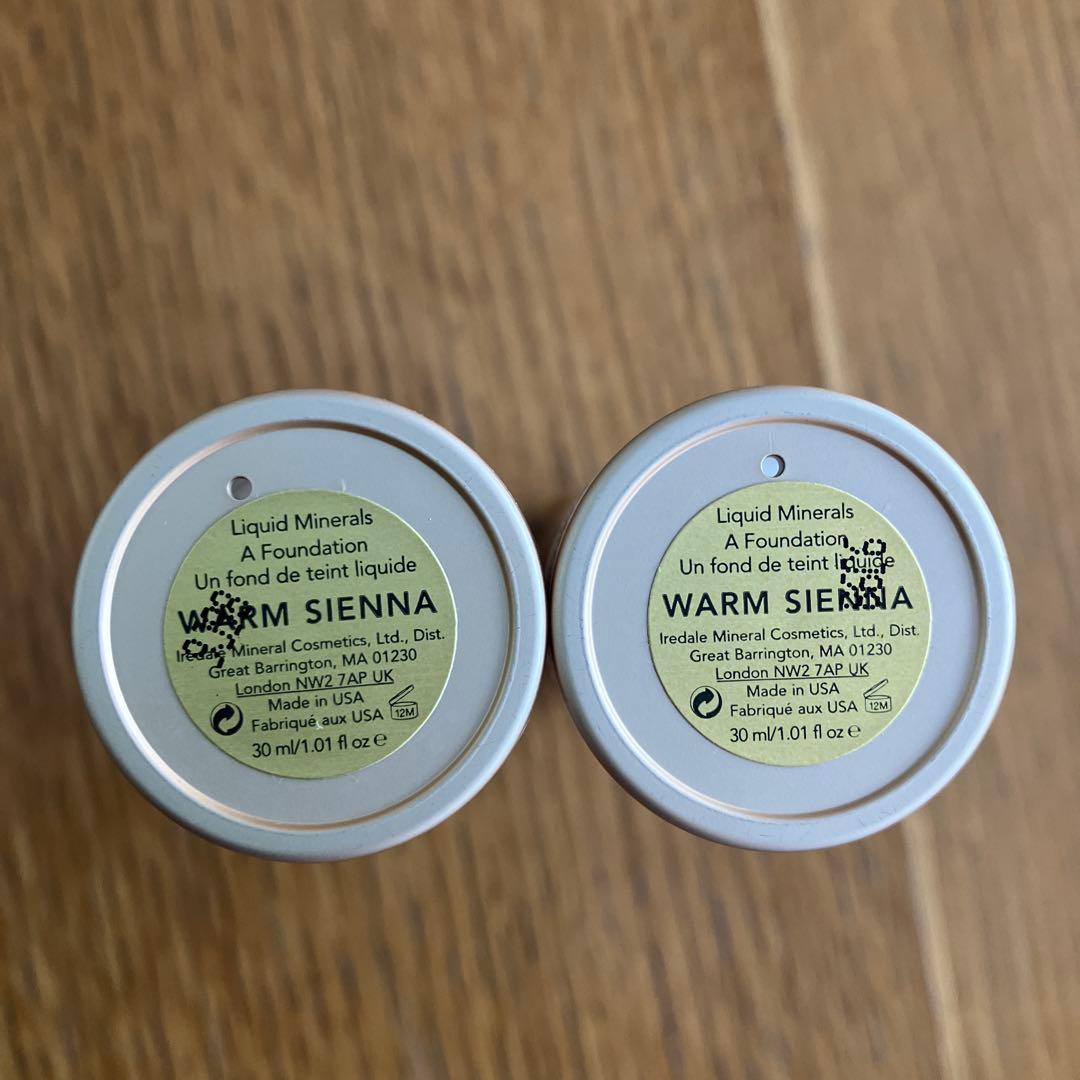 Liquid Minerals
A Foundation
Un fond de teint liquide
WARM SIENNA
Iredale Mineral Cosmetics, Ltd., Dist.
Great Barrington, MA 01230
London NW2 7AP UK
Made in USA
Fabriqué aux USA
12M
30 ml/1.01 fl oz ℮
Liquid Minerals
A Foundation
Un fond de teint liquide
WARM SIENNA
Iredale Mineral Cosmetics, Ltd., Dist.
Great Barrington, MA 01230
London NW2 7AP UK
Made in USA
Fabriqué aux USA
12M
30 ml/1.01 fl oz ℮